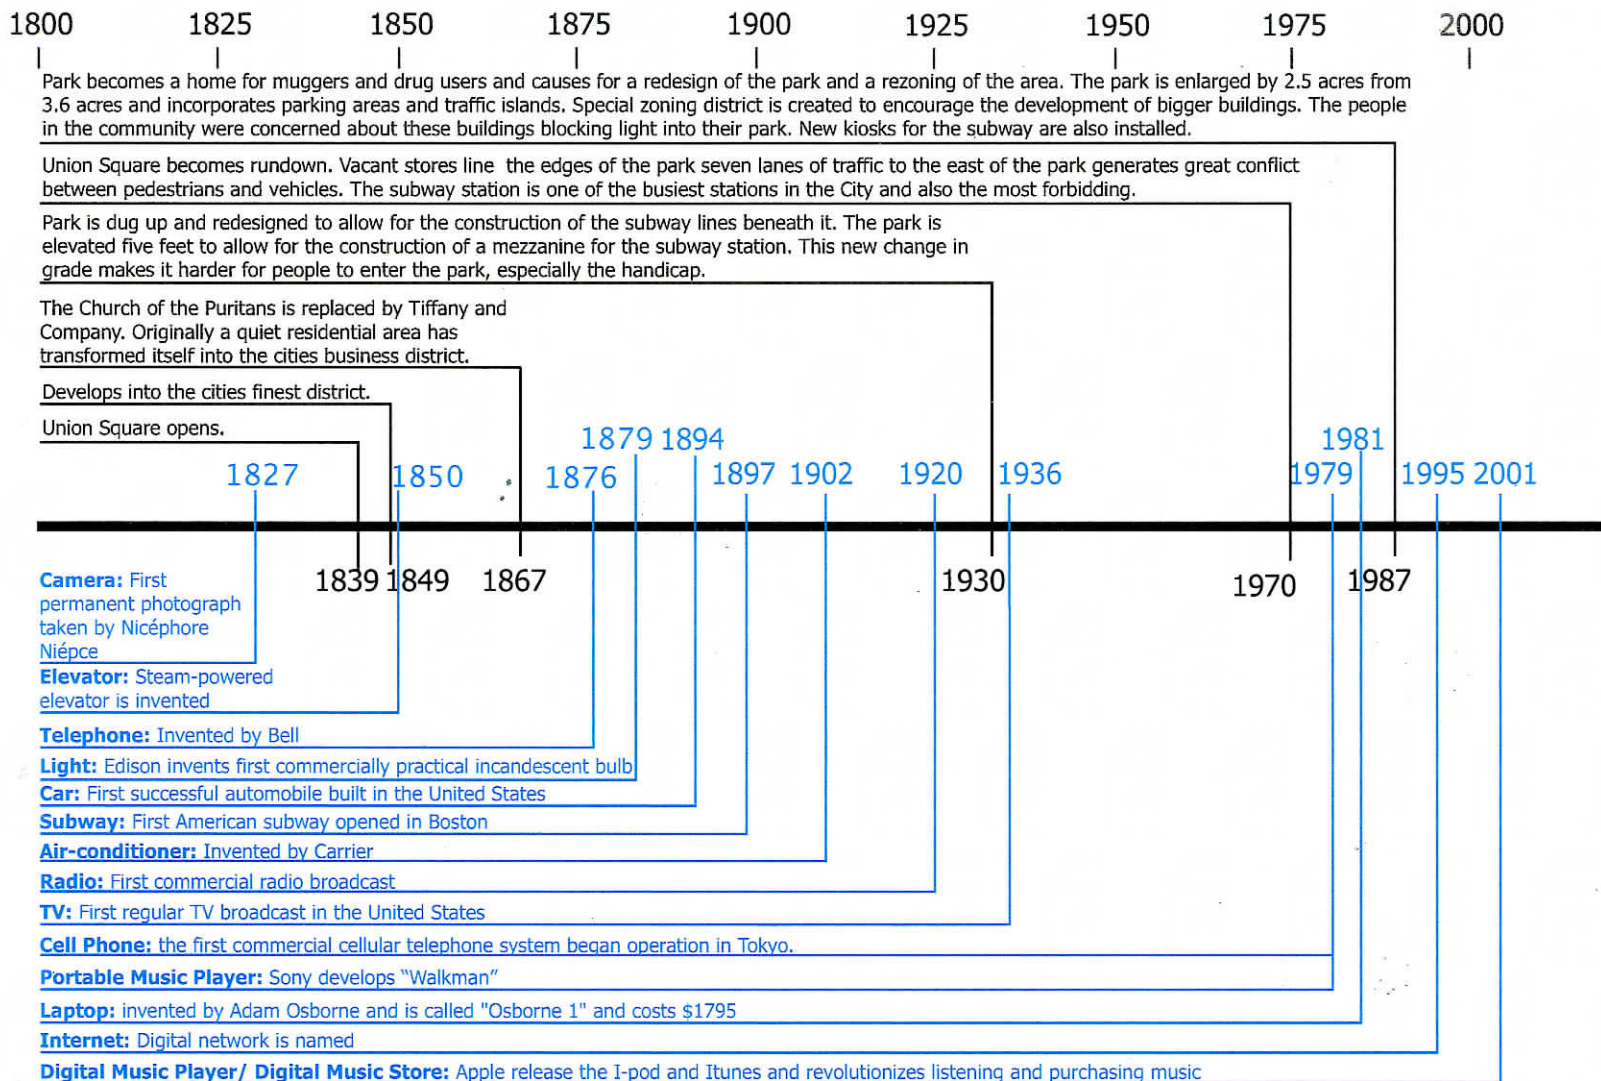 1800 1825 1850 1875 1900 1925 1950 1975 2000
Park becomes a home for muggers and drug users and causes for a redesign of the park and a rezoning of the area. The park is enlarged by 2.5 acres from
3.6 acres and incorporates parking areas and traffic islands. Special zoning district is created to encourage the development of bigger buildings. The people
in the community were concerned about these buildings blocking light into their park. New kiosks for the subway are also installed.
Union Square becomes rundown. Vacant stores line the edges of the park seven lanes of traffic to the east of the park generates great conflict
between pedestrians and vehicles. The subway station is one of the busiest stations in the City and also the most forbidding.
Park is dug up and redesigned to allow for the construction of the subway lines beneath it. The park is
elevated five feet to allow for the construction of a mezzanine for the subway station. This new change in
grade makes it harder for people to enter the park, especially the handicap.
The Church of the Puritans is replaced by Tiffany and
Company. Originally a quiet residential area has
transformed itself into the cities business district.
Develops into the cities finest district.
Union Square opens.
1879 1894 1981
1827 1850 1876 1897 1902 1920 1936 1979 1995 2001
1839 1849 1867 1930 1970 1987
Camera: First
permanent photograph
taken by Nicéphore
Niépce
Elevator: Steam-powered
elevator is invented
Telephone: Invented by Bell
Light: Edison invents first commercially practical incandescent bulb
Car: First successful automobile built in the United States
Subway: First American subway opened in Boston
Air-conditioner: Invented by Carrier
Radio: First commercial radio broadcast
TV: First regular TV broadcast in the United States
Cell Phone: the first commercial cellular telephone system began operation in Tokyo.
Portable Music Player: Sony develops “Walkman”
Laptop: invented by Adam Osborne and is called "Osborne 1" and costs $1795
Internet: Digital network is named
Digital Music Player/ Digital Music Store: Apple release the I-pod and Itunes and revolutionizes listening and purchasing music